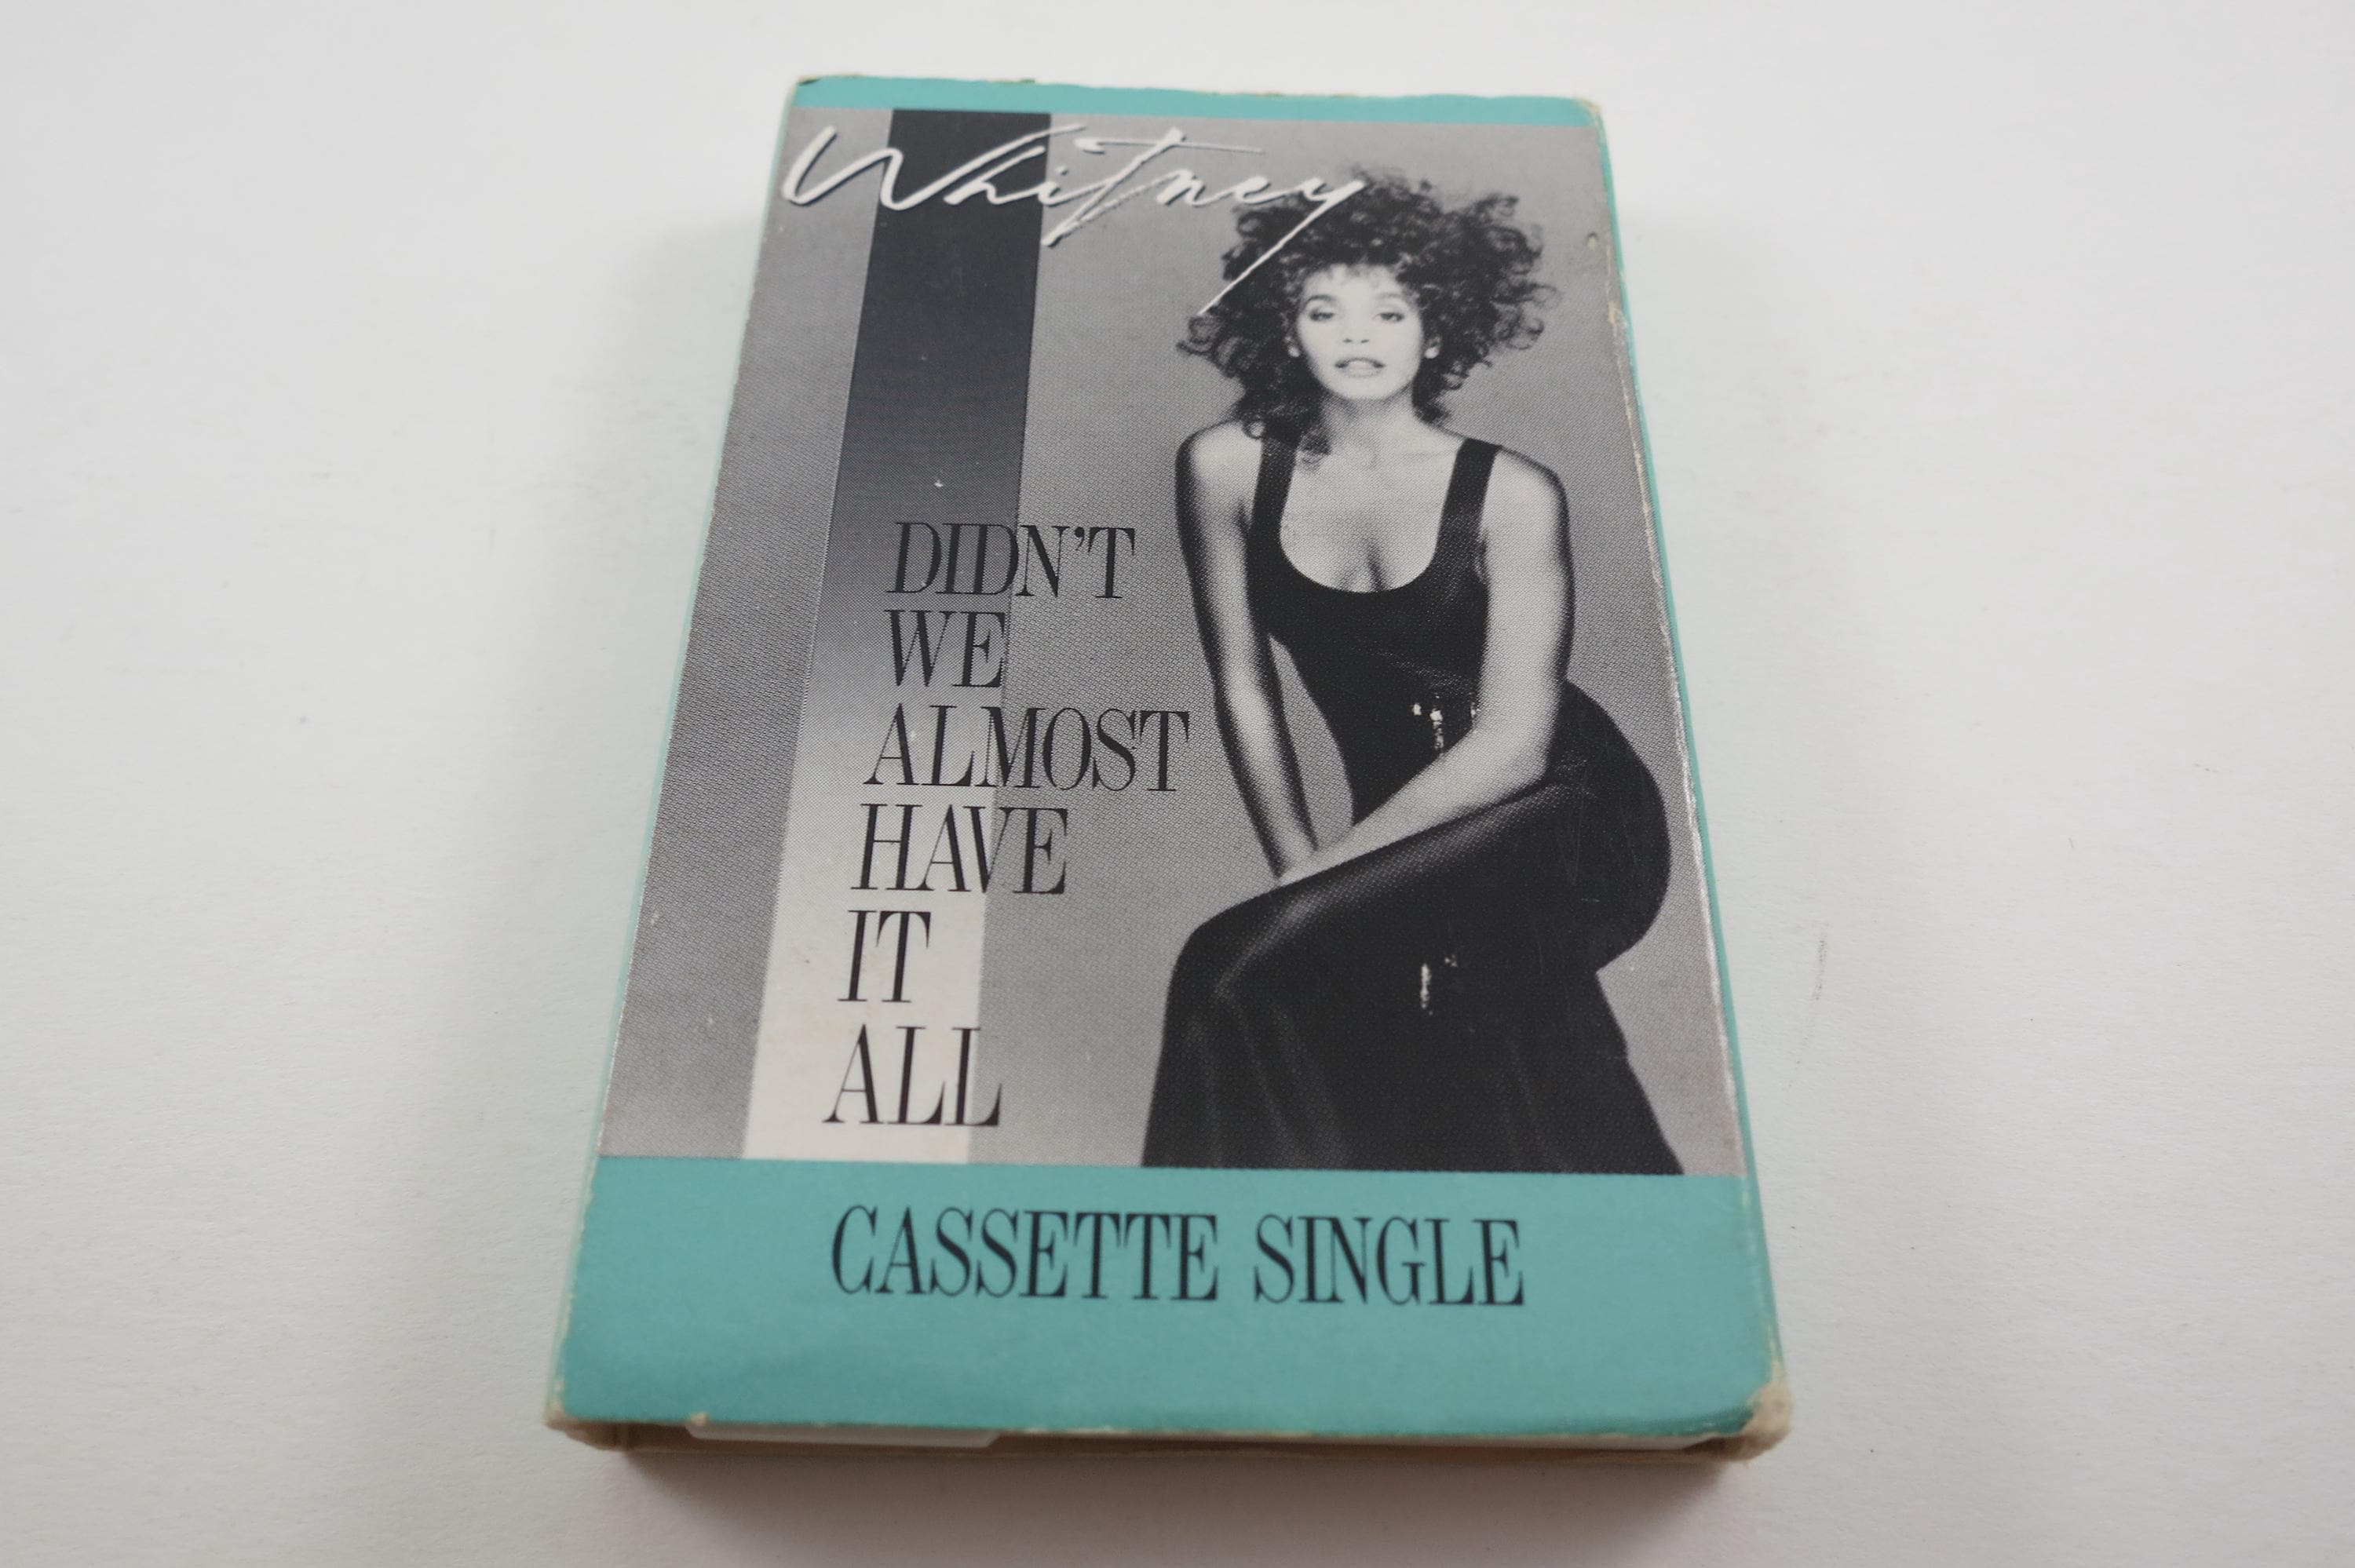 Whitney
DIDN'T
WE
ALMOST
HAVE
IT
ALL
CASSETTE SINGLE